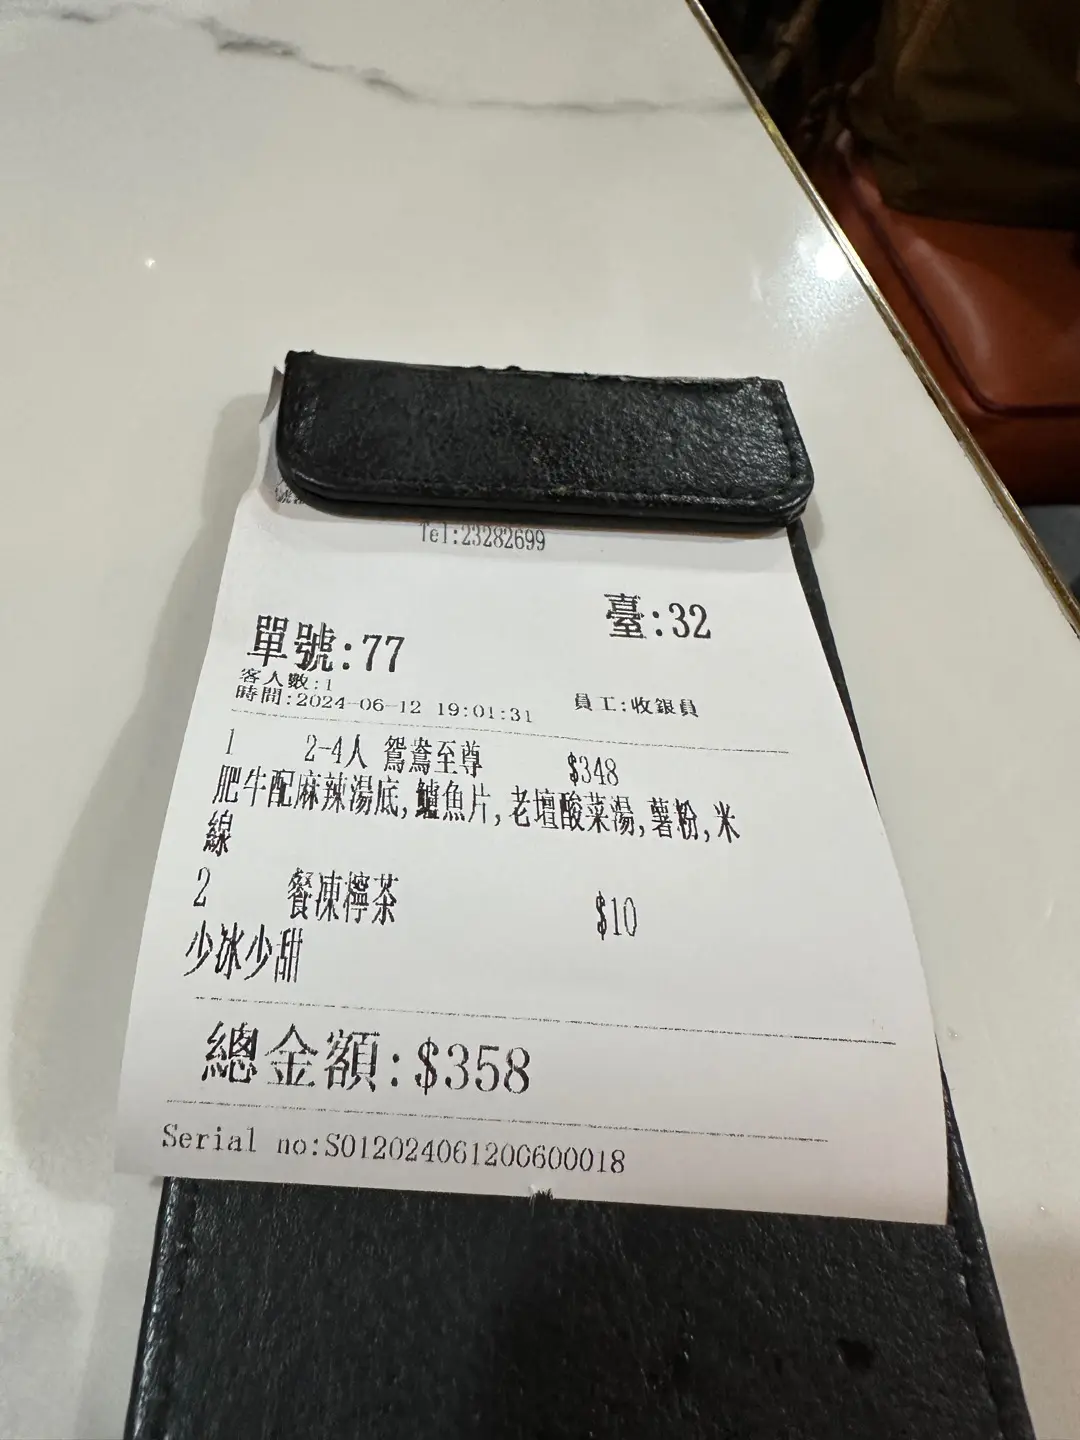 Tel:23282699
臺:32
單號:77
客人數:1
時間:2024-06-12 19:01:31 員工:收銀員
1 2-4人 鴛鴦至尊 $348
肥牛配麻辣湯底,鱸魚片,老壇酸菜湯,薯粉,米
線
2 餐凍檸茶 $10
少冰少甜
總金額:$358
Serial no:S01202406120C600018